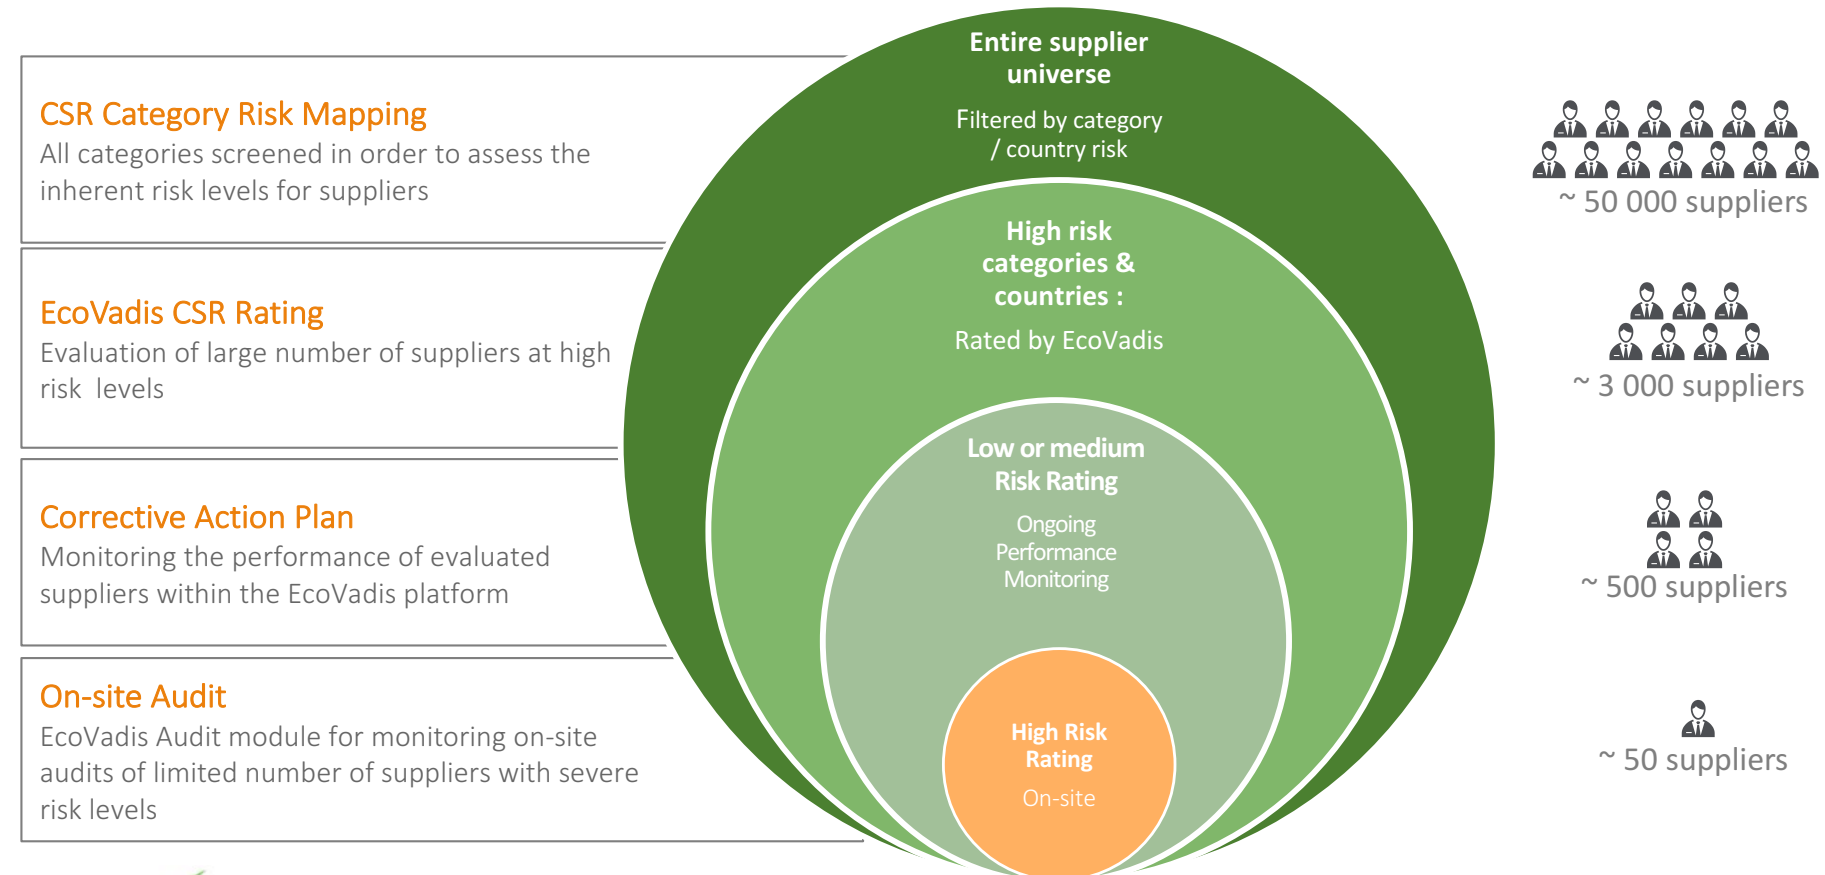 CSR Category Risk Mapping
All categories screened in order to assess the
inherent risk levels for suppliers
Entire supplier
universe
Filtered by category
/ country risk
~ 50 000 suppliers
EcoVadis CSR Rating
Evaluation of large number of suppliers at high
risk levels
High risk
categories &
countries :
Rated by EcoVadis
~ 3 000 suppliers
Corrective Action Plan
Monitoring the performance of evaluated
suppliers within the EcoVadis platform
Low or medium
Risk Rating
Ongoing
Performance
Monitoring
~ 500 suppliers
On-site Audit
EcoVadis Audit module for monitoring on-site
audits of limited number of suppliers with severe
risk levels
High Risk
Rating
On-site
~ 50 suppliers